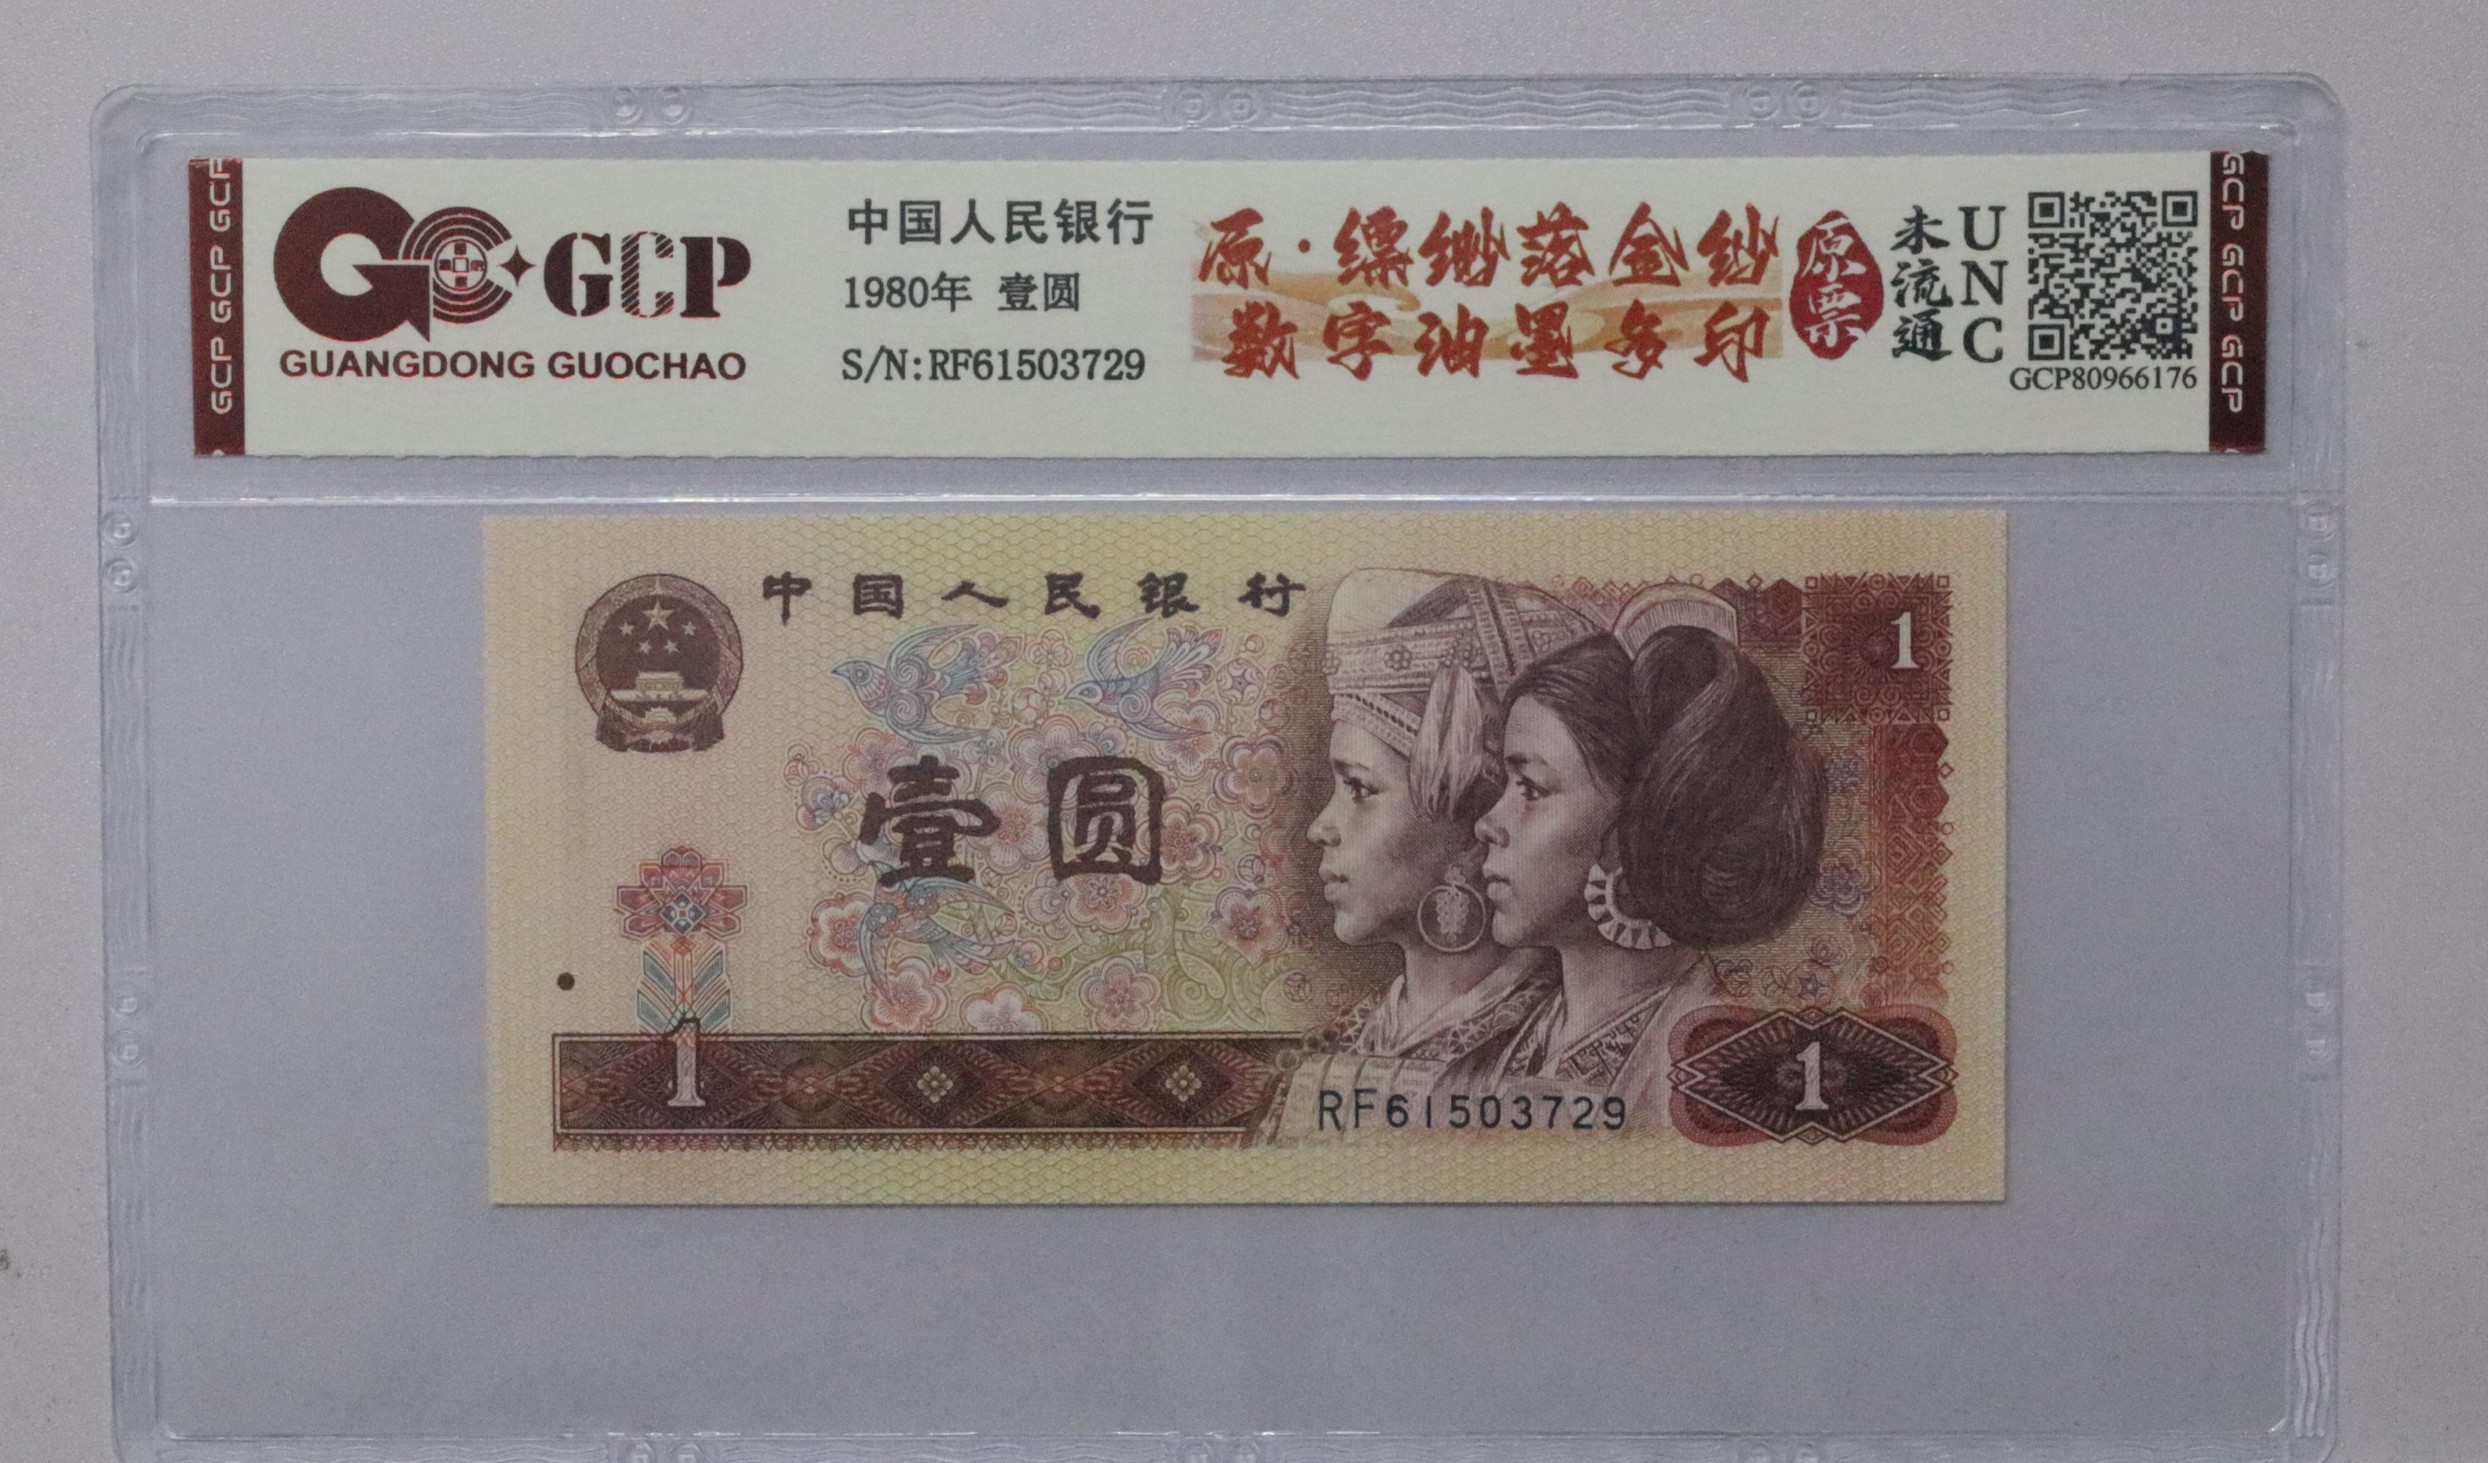 GCP GCP GCP
GCP
GUANGDONG GUOCHAO
中国人民银行
1980年 壹圆
S/N:RF61503729
原·缥缈落金纱
数字油墨多印
原票
未流通
UNC
GCP80966176
GCP GCP GCP
中国人民银行
1
壹圆
1
1
RF61503729